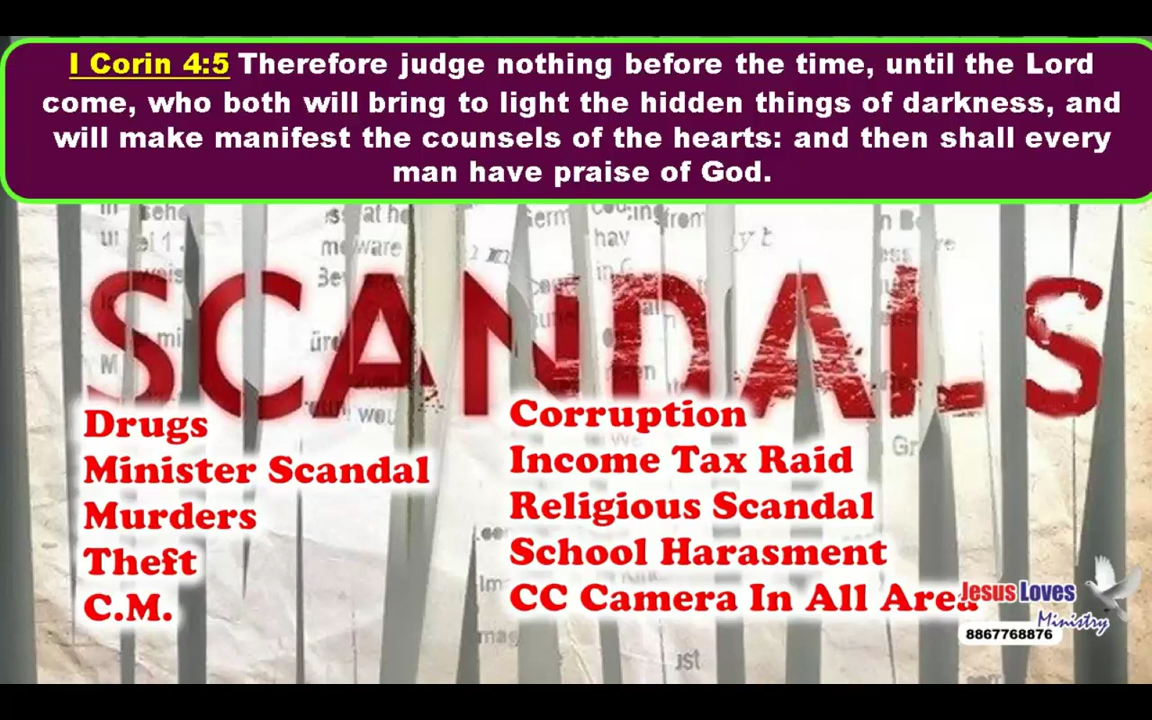 I Corin 4:5 Therefore judge nothing before the time, until the Lord
come, who both will bring to light the hidden things of darkness, and
will make manifest the counsels of the hearts: and then shall every
man have praise of God.
SCANDALS
Drugs
Minister Scandal
Murders
Theft
C.M.
Corruption
Income Tax Raid
Religious Scandal
School Harasment
CC Camera In All Area
Jesus Loves
Ministry
8867768876